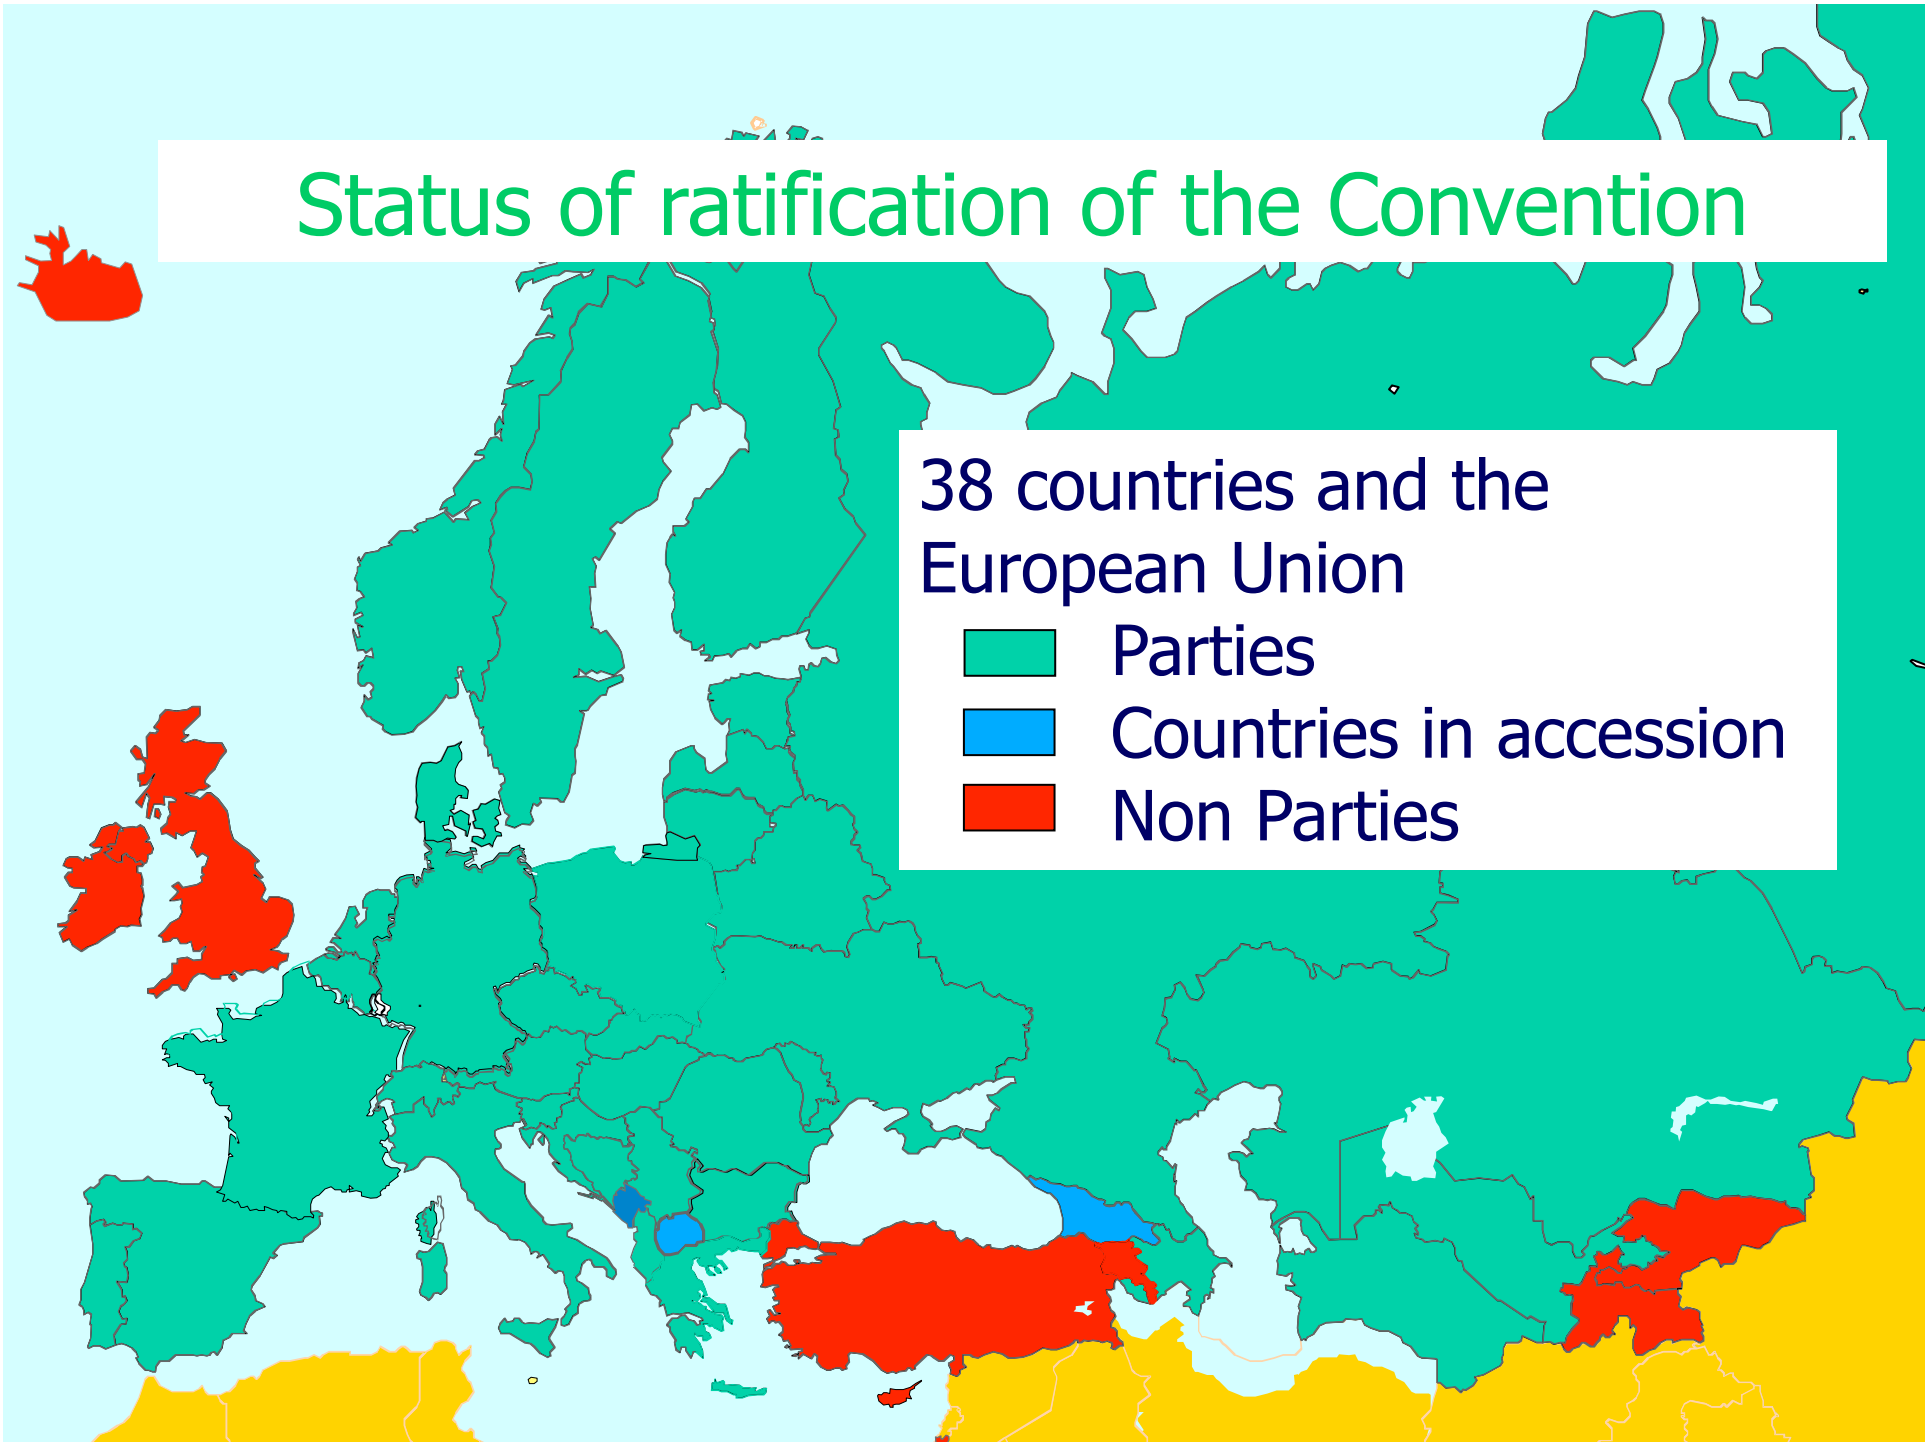 Status of ratification of the Convention
38 countries and the
European Union
Parties
Countries in accession
Non Parties